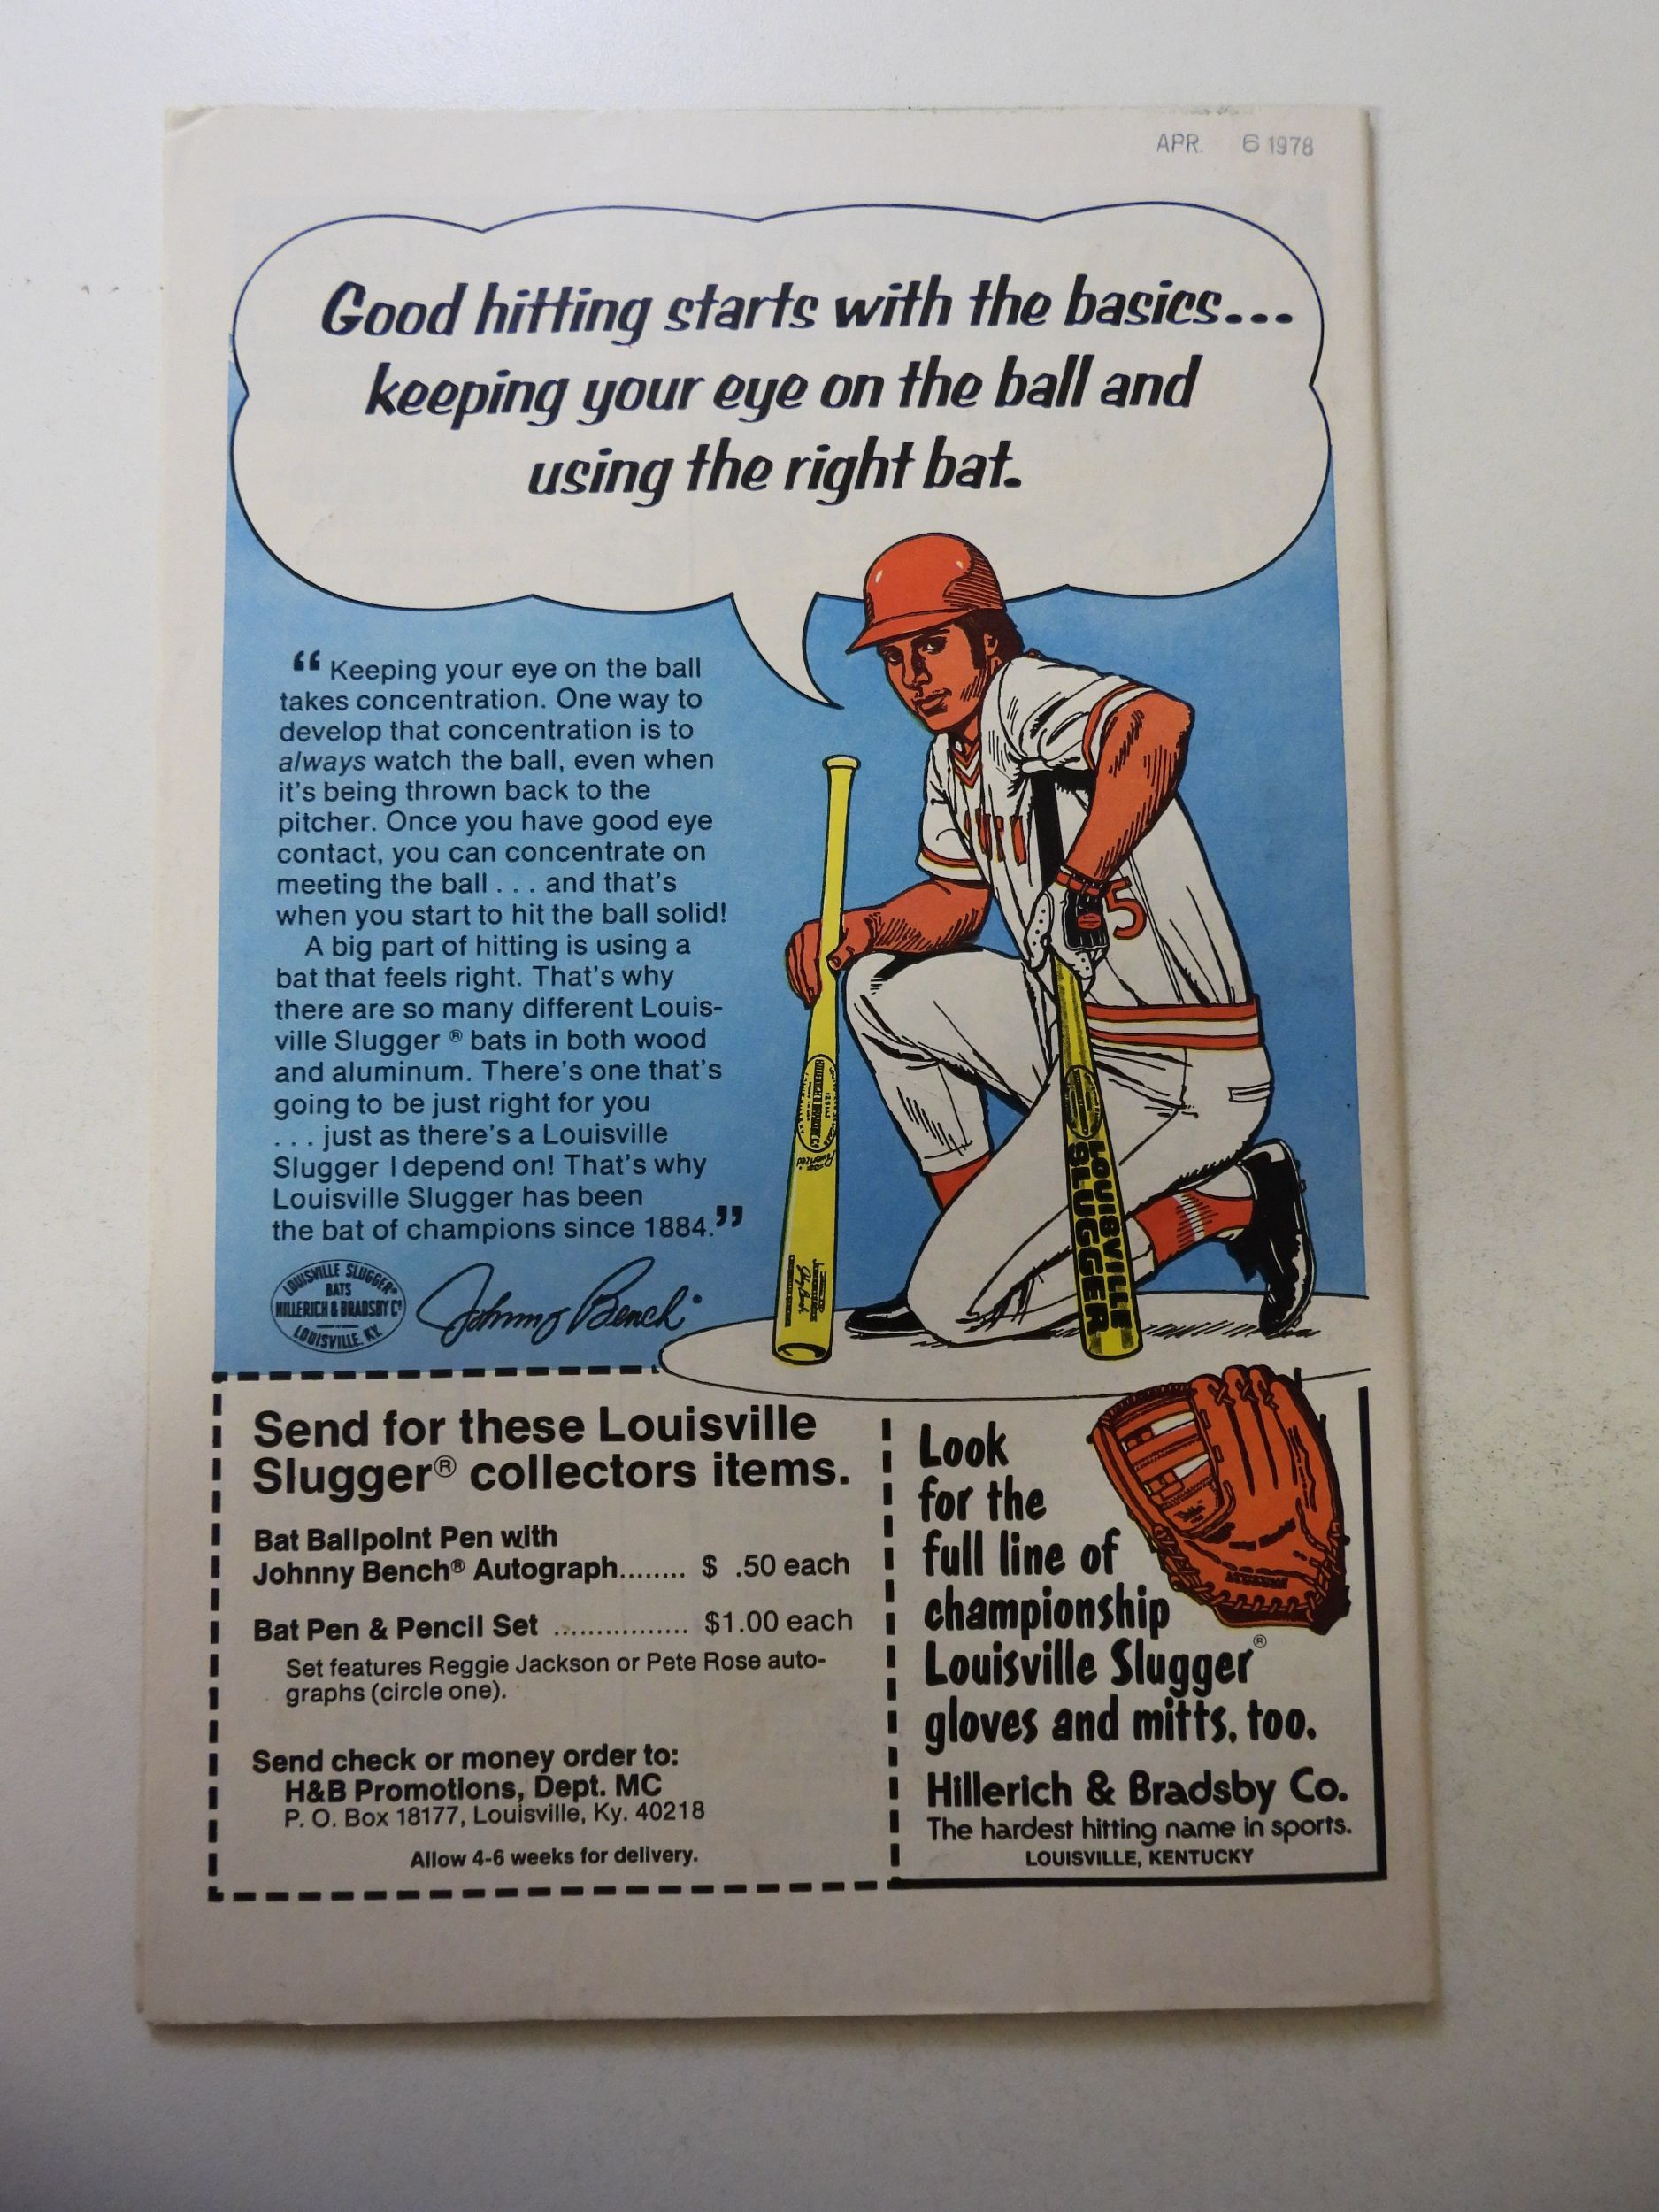 APR. 6 1978
Good hitting starts with the basics...
keeping your eye on the ball and
using the right bat.
“Keeping your eye on the ball
takes concentration. One way to
develop that concentration is to
always watch the ball, even when
it's being thrown back to the
pitcher. Once you have good eye
contact, you can concentrate on
meeting the ball . . . and that's
when you start to hit the ball solid!
A big part of hitting is using a
bat that feels right. That's why
there are so many different Louis-
ville Slugger ® bats in both wood
and aluminum. There's one that's
going to be just right for you
. . . just as there's a Louisville
Slugger I depend on! That's why
Louisville Slugger has been
the bat of champions since 1884.”
LOUISVILLE SLUGGER®
BATS
HILLERICH & BRADSBY Co
LOUISVILLE, KY.
Johnny Bench
5
HILLERICH & BRADSBY Co
Powerized
LOUISVILLE
SLUGGER
Send for these Louisville
Slugger® collectors items.
Bat Ballpoint Pen with
Johnny Bench® Autograph........ $ .50 each
Bat Pen & Pencil Set ................ $1.00 each
Set features Reggie Jackson or Pete Rose auto-
graphs (circle one).
Send check or money order to:
H&B Promotions, Dept. MC
P. O. Box 18177, Louisville, Ky. 40218
Allow 4-6 weeks for delivery.
Look
for the
full line of
championship
Louisville Slugger®
gloves and mitts, too.
Hillerich & Bradsby Co.
The hardest hitting name in sports.
LOUISVILLE, KENTUCKY